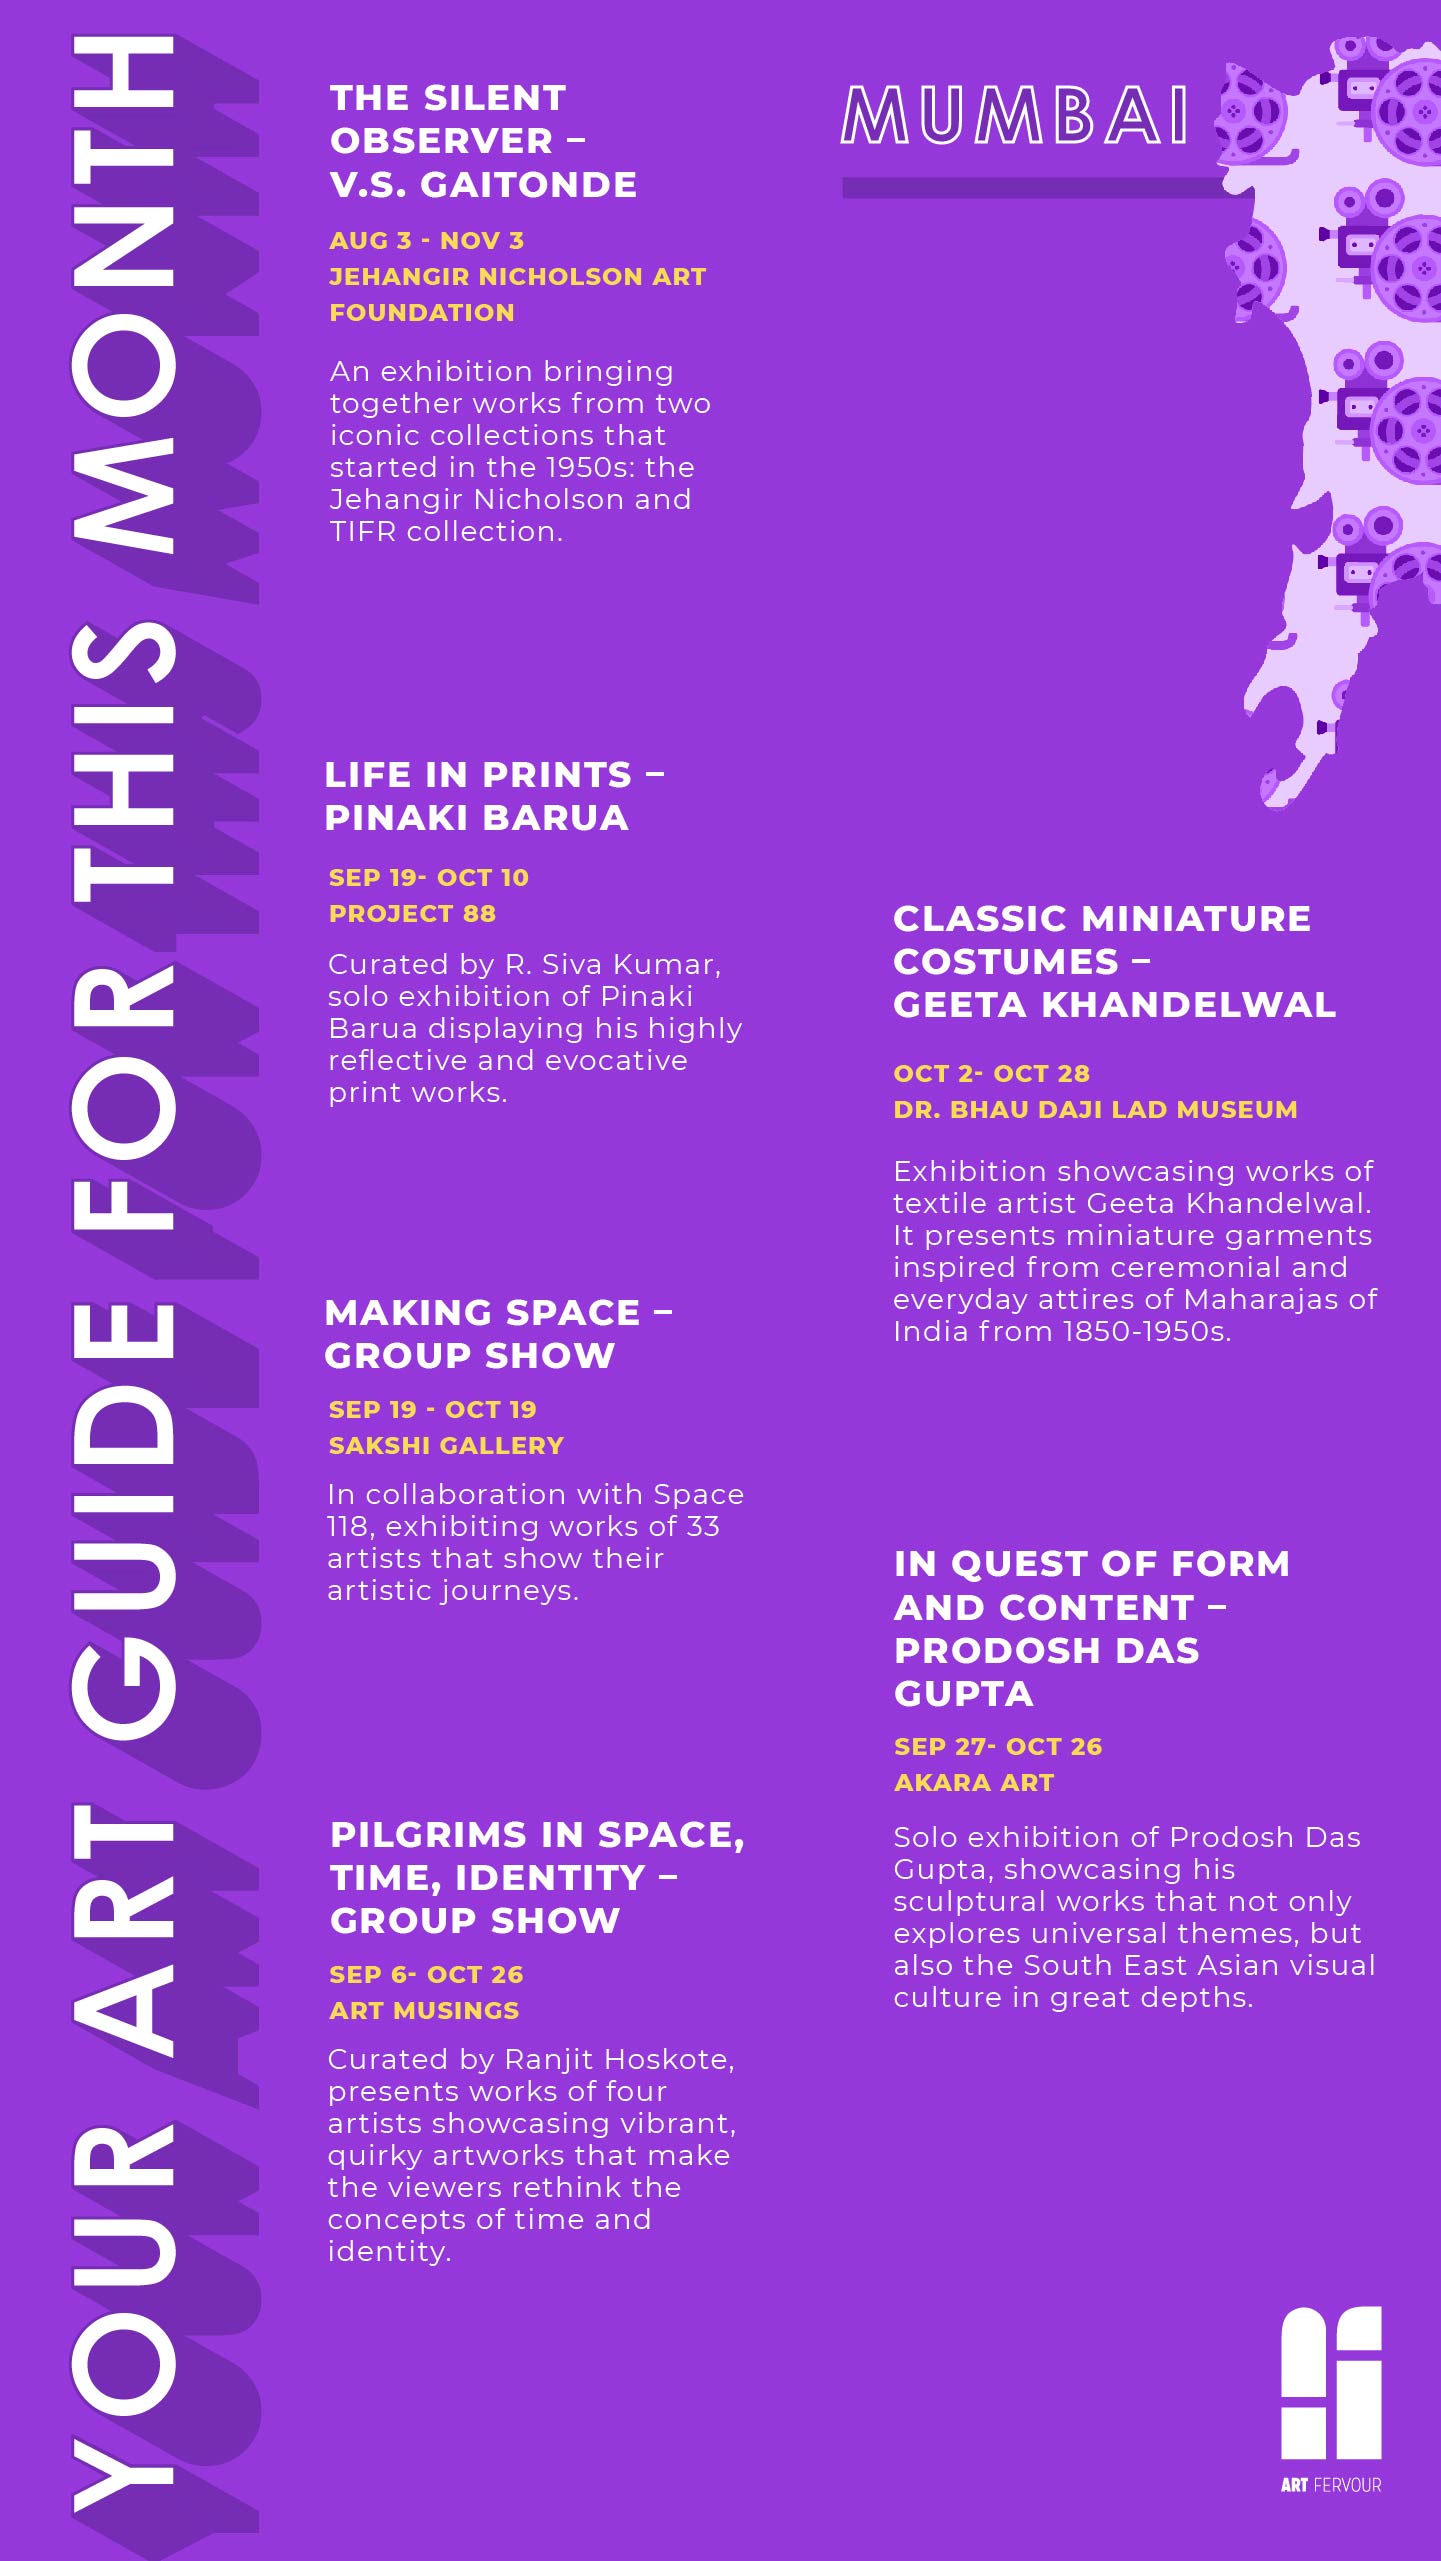 YOUR ART GUIDE FOR THIS MONTH
MUMBAI
THE SILENT
OBSERVER –
V.S. GAITONDE
AUG 3 - NOV 3
JEHANGIR NICHOLSON ART
FOUNDATION
An exhibition bringing
together works from two
iconic collections that
started in the 1950s: the
Jehangir Nicholson and
TIFR collection.
LIFE IN PRINTS –
PINAKI BARUA
SEP 19- OCT 10
PROJECT 88
Curated by R. Siva Kumar,
solo exhibition of Pinaki
Barua displaying his highly
reflective and evocative
print works.
MAKING SPACE –
GROUP SHOW
SEP 19 - OCT 19
SAKSHI GALLERY
In collaboration with Space
118, exhibiting works of 33
artists that show their
artistic journeys.
PILGRIMS IN SPACE,
TIME, IDENTITY –
GROUP SHOW
SEP 6- OCT 26
ART MUSINGS
Curated by Ranjit Hoskote,
presents works of four
artists showcasing vibrant,
quirky artworks that make
the viewers rethink the
concepts of time and
identity.
CLASSIC MINIATURE
COSTUMES –
GEETA KHANDELWAL
OCT 2- OCT 28
DR. BHAU DAJI LAD MUSEUM
Exhibition showcasing works of
textile artist Geeta Khandelwal.
It presents miniature garments
inspired from ceremonial and
everyday attires of Maharajas of
India from 1850-1950s.
IN QUEST OF FORM
AND CONTENT –
PRODOSH DAS
GUPTA
SEP 27- OCT 26
AKARA ART
Solo exhibition of Prodosh Das
Gupta, showcasing his
sculptural works that not only
explores universal themes, but
also the South East Asian visual
culture in great depths.
ART FERVOUR